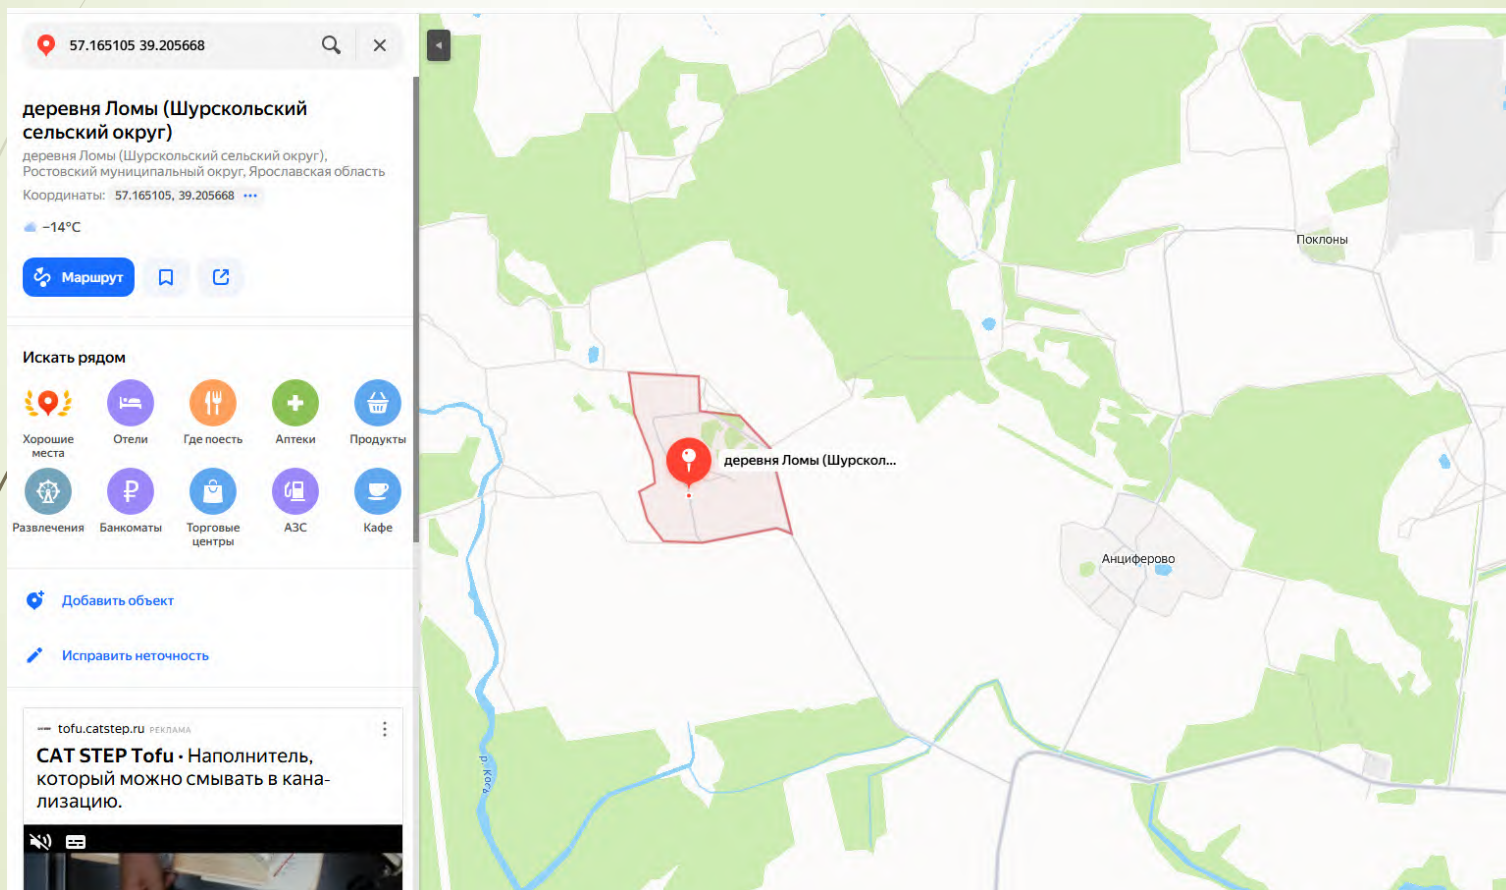 57.165105 39.205668
деревня Ломы (Шурскольский
сельский округ)
деревня Ломы (Шурскольский сельский округ),
Ростовский муниципальный округ, Ярославская область
Координаты: 57.165105, 39.205668
−14°C
Маршрут
Искать рядом
Хорошие
места
Отели
Где поесть
Аптеки
Продукты
Развлечения
Банкоматы
Торговые
центры
АЗС
Кафе
Добавить объект
Исправить неточность
tofu.catstep.ru РЕКЛАМА
CAT STEP Tofu · Наполнитель,
который можно смывать в кана-
лизацию.
Поклоны
деревня Ломы (Шурскол...
Анциферово
р. Кось